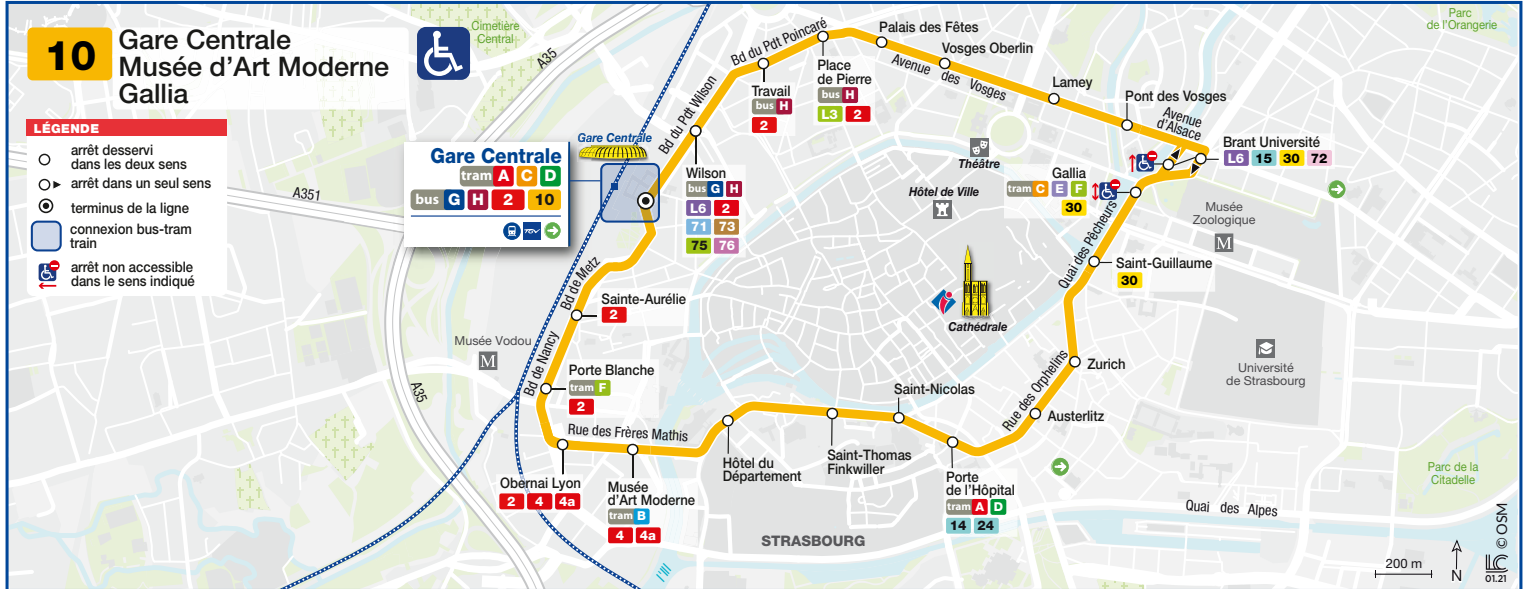 10
Gare Centrale
Musée d'Art Moderne
Gallia
LÉGENDE
arrêt desservi
dans les deux sens
arrêt dans un seul sens
terminus de la ligne
connexion bus-tram
train
arrêt non accessible
dans le sens indiqué
Cimetière
Central
A35
A351
A35
Gare Centrale
Gare Centrale
tram A C D
bus G H 2 10
TGV
Bd du Pdt Wilson
Bd du Pdt Poincaré
Wilson
bus G H
L6 2
71 73
75 76
Travail
bus H
2
Place
de Pierre
bus H
L3 2
Palais des Fêtes
Vosges Oberlin
Avenue des Vosges
Lamey
Pont des Vosges
Avenue
d'Alsace
Brant Université
L6 15 30 72
Parc
de l'Orangerie
Théâtre
Hôtel de Ville
Gallia
tram C E F
30
Musée
Zoologique
M
Quai des Pêcheurs
Saint-Guillaume
30
Cathédrale
Bd de Metz
Sainte-Aurélie
2
Musée Vodou
M
Bd de Nancy
Porte Blanche
tram F
2
Rue des Frères Mathis
Obernai Lyon
2 4 4a
Musée
d'Art Moderne
tram B
4 4a
Hôtel du
Département
Saint-Thomas
Finkwiller
Saint-Nicolas
Porte
de l'Hôpital
tram A D
14 24
Rue des Orphelins
Austerlitz
Zurich
Université
de Strasbourg
Parc de la
Citadelle
Quai des Alpes
STRASBOURG
l'Ill
200 m
N
© OSM
LC
01.21